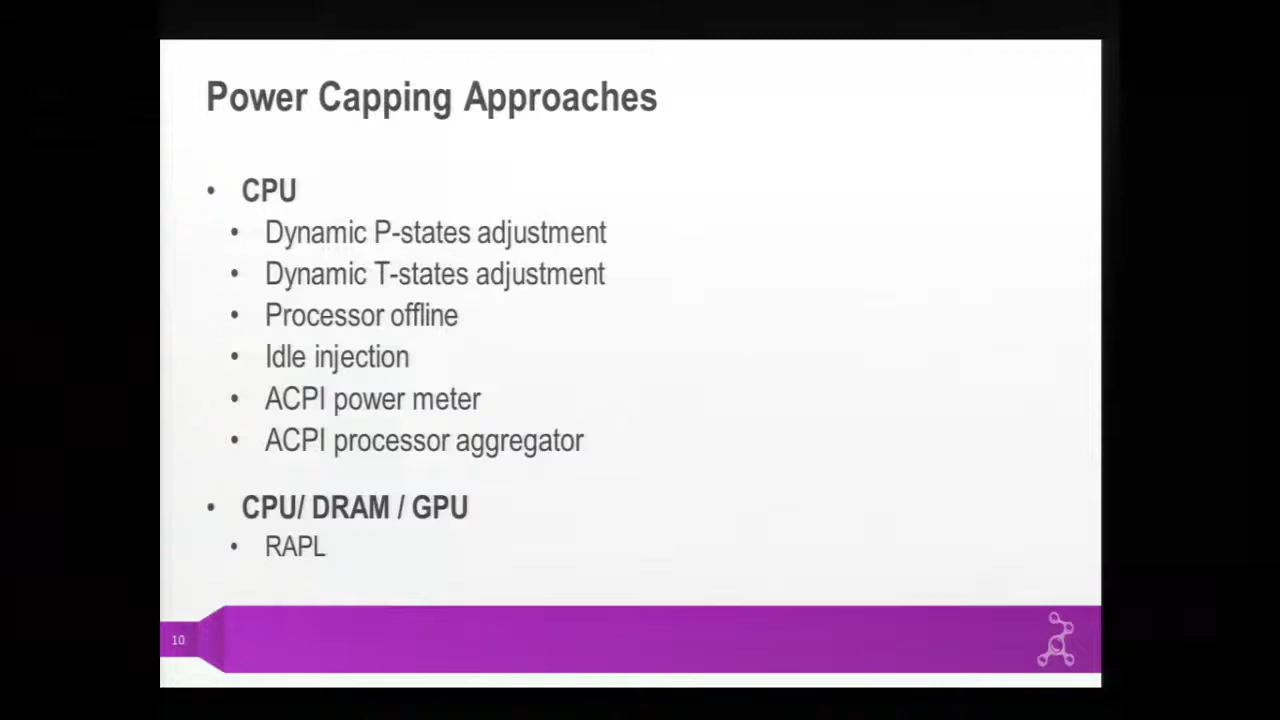 Power Capping Approaches
• CPU
• Dynamic P-states adjustment
• Dynamic T-states adjustment
• Processor offline
• Idle injection
• ACPI power meter
• ACPI processor aggregator
• CPU/ DRAM / GPU
• RAPL
10